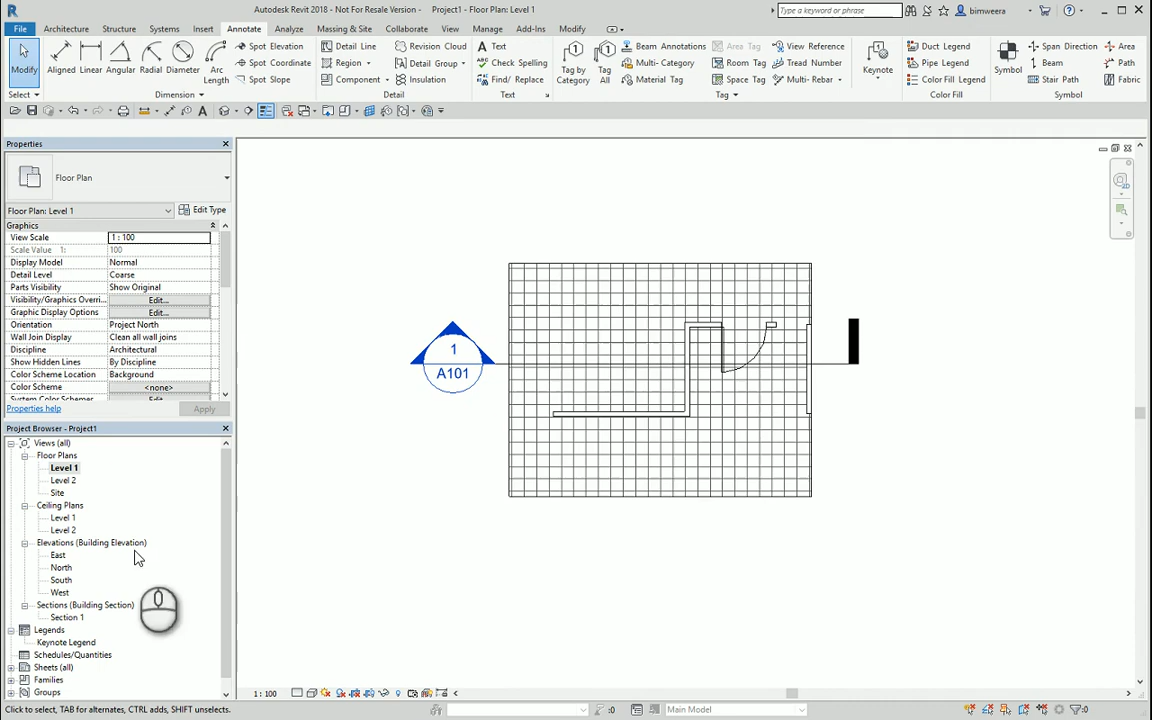 Autodesk Revit 2018 - Not For Resale Version - Project1 - Floor Plan: Level 1
Type a keyword or phrase
bimweera
File Architecture Structure Systems Insert Annotate Analyze Massing & Site Collaborate View Manage Add-Ins Modify
Modify
Select
Aligned Linear Angular Radial Diameter Arc Length
Spot Elevation
Spot Coordinate
Spot Slope
Dimension
Detail Line
Region
Component
Revision Cloud
Detail Group
Insulation
Detail
Text
Check Spelling
Find/ Replace
Text
Tag by Category
Tag All
Beam Annotations
Multi- Category
Material Tag
Area Tag
Room Tag
Space Tag
View Reference
Tread Number
Multi- Rebar
Tag
Keynote
Duct Legend
Pipe Legend
Color Fill Legend
Color Fill
Symbol
Span Direction
Beam
Stair Path
Area
Path
Fabric
Symbol
Properties
Floor Plan
Floor Plan: Level 1
Edit Type
Graphics
View Scale 1 : 100
Scale Value 1: 100
Display Model Normal
Detail Level Coarse
Parts Visibility Show Original
Visibility/Graphics Overri... Edit...
Graphic Display Options Edit...
Orientation Project North
Wall Join Display Clean all wall joins
Discipline Architectural
Show Hidden Lines By Discipline
Color Scheme Location Background
Color Scheme <none>
System Color Schemes Edit...
Properties help
Apply
Project Browser - Project1
Views (all)
Floor Plans
Level 1
Level 2
Site
Ceiling Plans
Level 1
Level 2
Elevations (Building Elevation)
East
North
South
West
Sections (Building Section)
Section 1
Legends
Keynote Legend
Schedules/Quantities
Sheets (all)
Families
Groups
1
A101
1 : 100
Click to select, TAB for alternates, CTRL adds, SHIFT unselects.
:0
Main Model
:0